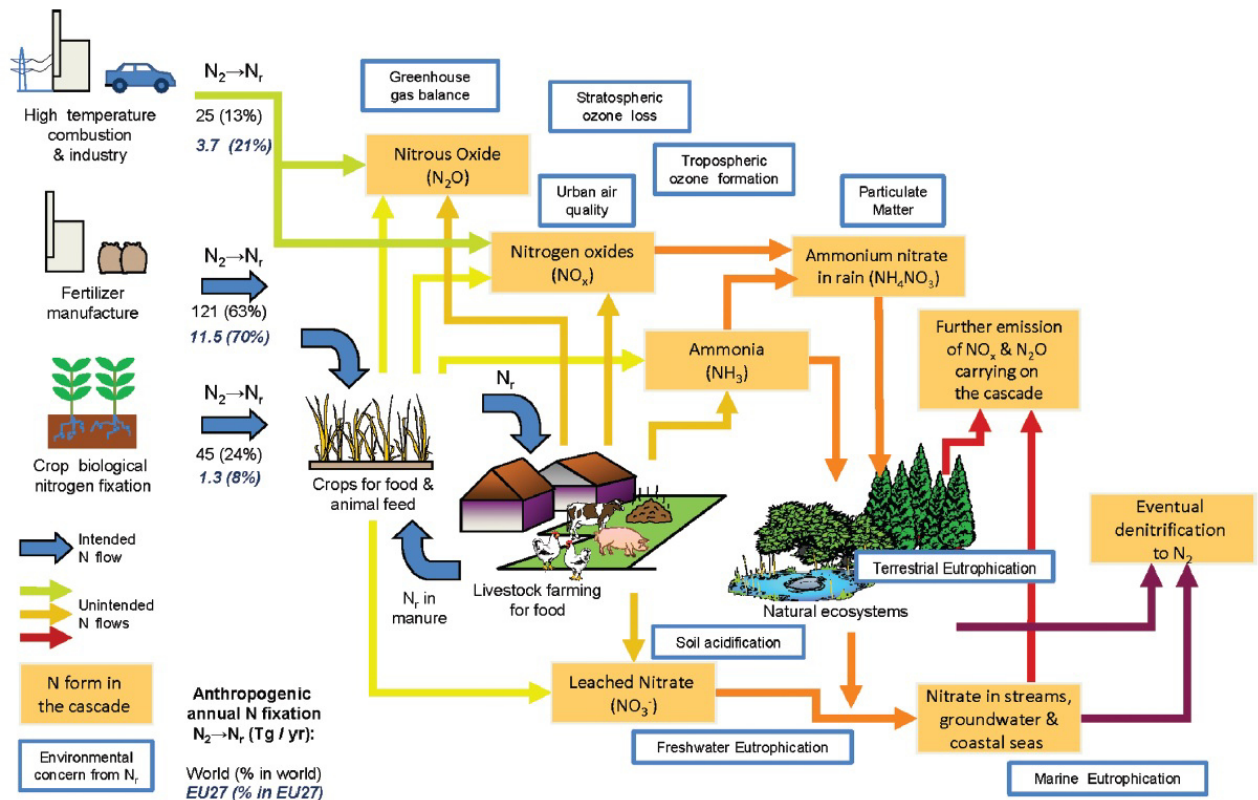 N₂→Nᵣ
High temperature
combustion
& industry
25 (13%)
3.7 (21%)
Greenhouse
gas balance
Stratospheric
ozone loss
Nitrous Oxide
(N₂O)
Tropospheric
ozone formation
Urban air
quality
Particulate
Matter
Fertilizer
manufacture
N₂→Nᵣ
121 (63%)
11.5 (70%)
Nitrogen oxides
(NOₓ)
Ammonium nitrate
in rain (NH₄NO₃)
Ammonia
(NH₃)
Further emission
of NOₓ & N₂O
carrying on
the cascade
Crop biological
nitrogen fixation
N₂→Nᵣ
45 (24%)
1.3 (8%)
Crops for food &
animal feed
Nᵣ
Nᵣ in
manure
Livestock farming
for food
Natural ecosystems
Terrestrial Eutrophication
Eventual
denitrification
to N₂
Intended
N flow
Unintended
N flows
N form in
the cascade
Environmental
concern from Nᵣ
Anthropogenic
annual N fixation
N₂→Nᵣ (Tg / yr):
World (% in world)
EU27 (% in EU27)
Soil acidification
Leached Nitrate
(NO₃⁻)
Freshwater Eutrophication
Nitrate in streams,
groundwater &
coastal seas
Marine Eutrophication